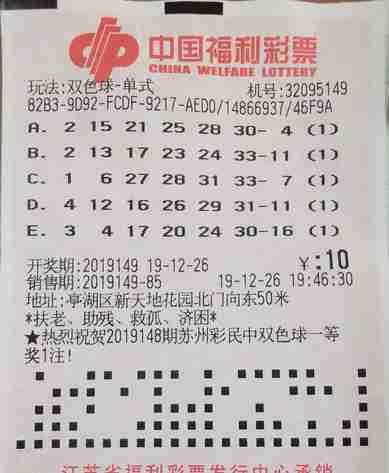 中国福利彩票
CHINA WELFARE LOTTERY
玩法:双色球-单式 机号:32095149
82B3-9D92-FCDF-9217-AED0/14866937/46F9A
A. 2 15 21 25 28 30- 4 (1)
B. 2 13 17 23 24 33-11 (1)
C. 1 6 27 28 31 33- 7 (1)
D. 4 12 16 26 29 31-11 (1)
E. 3 4 17 20 24 30-16 (1)
开奖期:2019149 19-12-26 ¥:10
销售期:2019149-85 19-12-26 19:46:30
地址:亭湖区新天地花园北门向东50米
*扶老、助残、救孤、济困*
★热烈祝贺2019148期苏州彩民中双色球一等
奖1注!
江苏省福利彩票发行中心承销